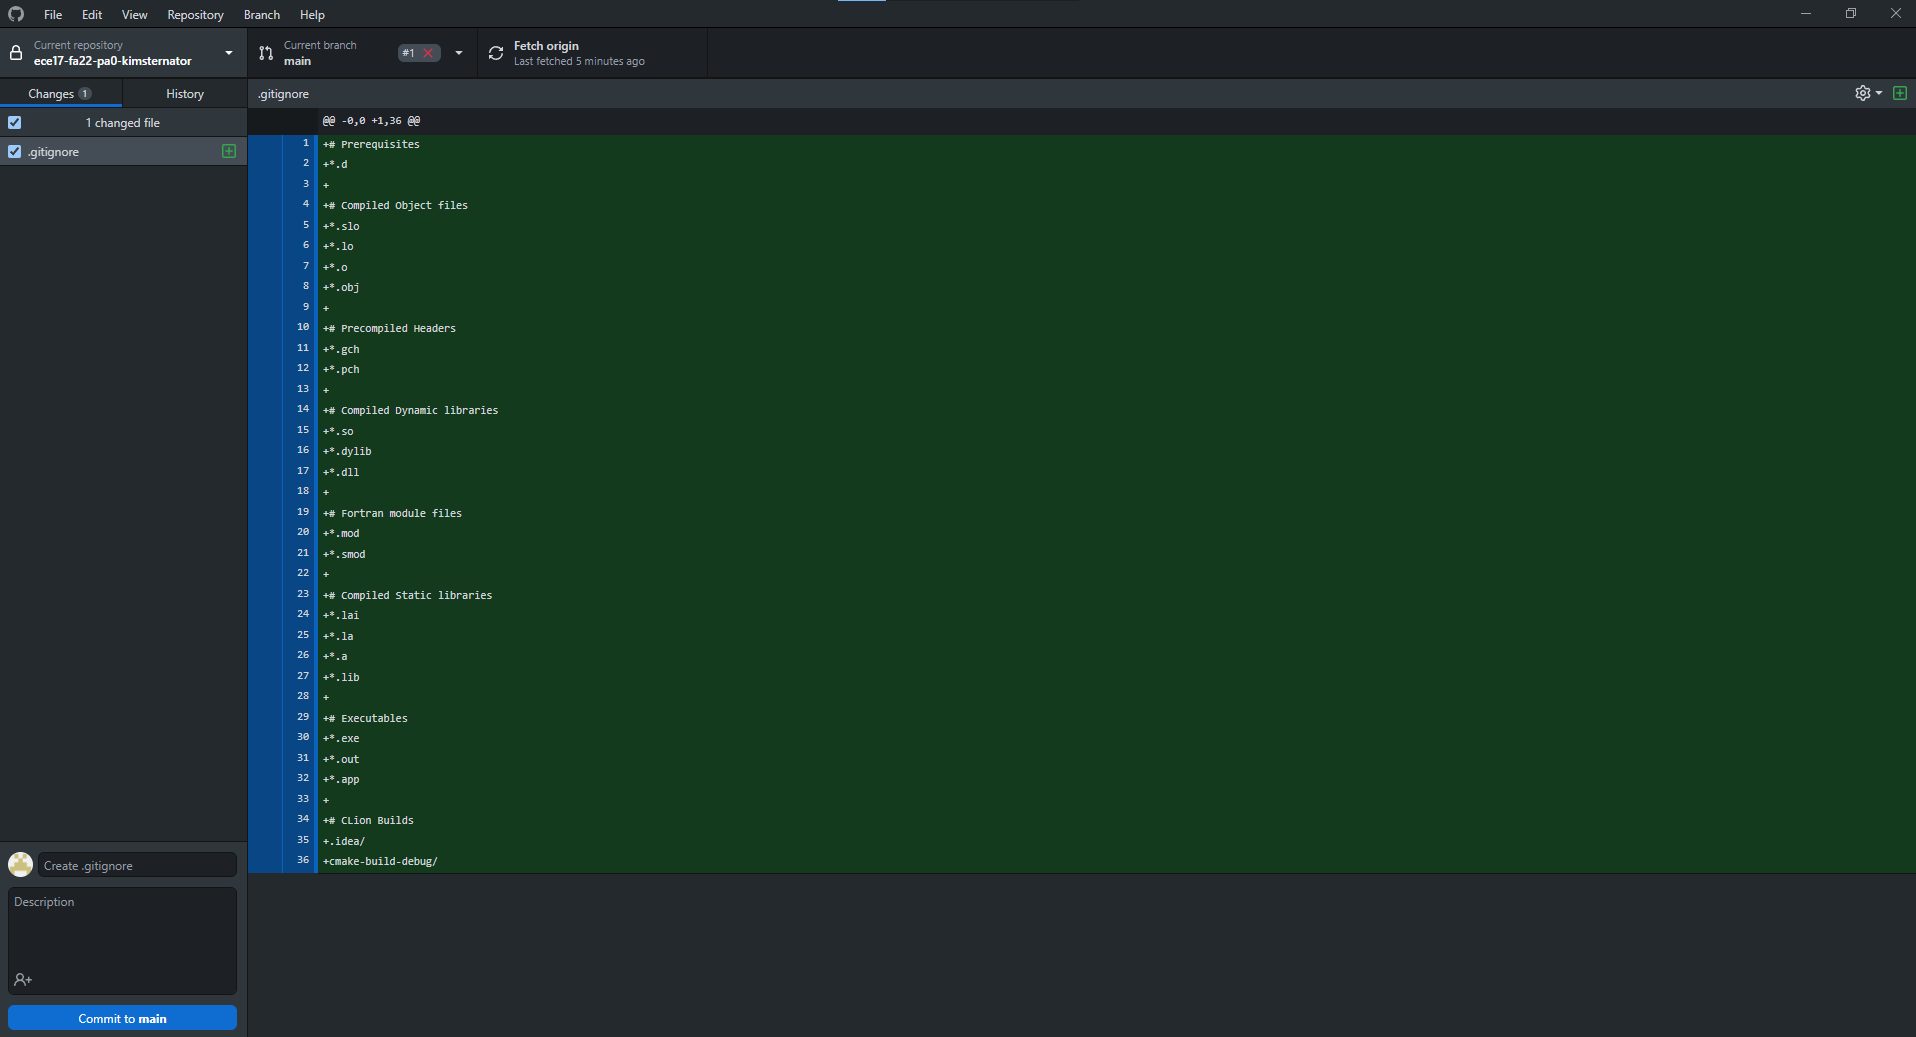 File Edit View Repository Branch Help
Current repository
ece17-fa22-pa0-kimsternator
Current branch
main
#1
Fetch origin
Last fetched 5 minutes ago
Changes 1
History
.gitignore
1 changed file
.gitignore
@@ -0,0 +1,36 @@
1 +# Prerequisites
2 +*.d
3 +
4 +# Compiled Object files
5 +*.slo
6 +*.lo
7 +*.o
8 +*.obj
9 +
10 +# Precompiled Headers
11 +*.gch
12 +*.pch
13 +
14 +# Compiled Dynamic libraries
15 +*.so
16 +*.dylib
17 +*.dll
18 +
19 +# Fortran module files
20 +*.mod
21 +*.smod
22 +
23 +# Compiled Static libraries
24 +*.lai
25 +*.la
26 +*.a
27 +*.lib
28 +
29 +# Executables
30 +*.exe
31 +*.out
32 +*.app
33 +
34 +# CLion Builds
35 +.idea/
36 +cmake-build-debug/
Create .gitignore
Description
Commit to main